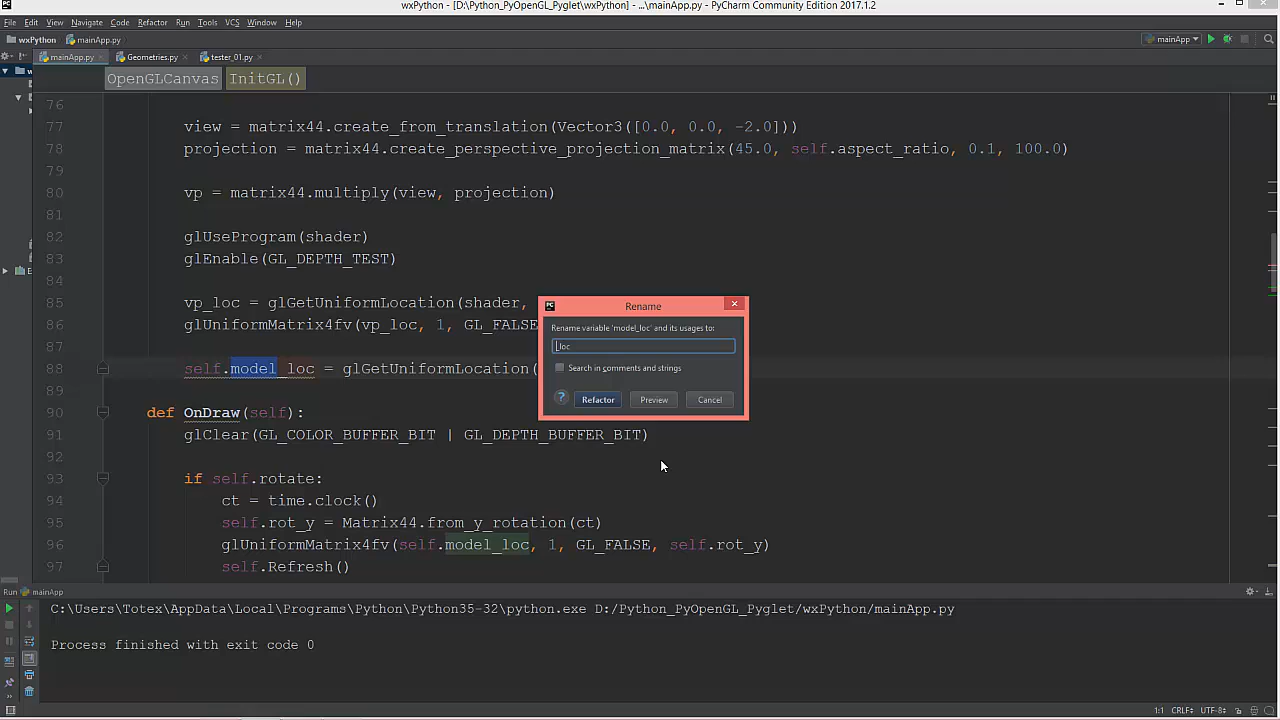 wxPython - [D:\Python_PyOpenGL_Pyglet\wxPython] - ...\mainApp.py - PyCharm Community Edition 2017.1.2
File Edit View Navigate Code Refactor Run Tools VCS Window Help
wxPython mainApp.py mainApp
mainApp.py Geometries.py tester_01.py
OpenGLCanvas InitGL()
76
77 view = matrix44.create_from_translation(Vector3([0.0, 0.0, -2.0]))
78 projection = matrix44.create_perspective_projection_matrix(45.0, self.aspect_ratio, 0.1, 100.0)
79
80 vp = matrix44.multiply(view, projection)
81
82 glUseProgram(shader)
83 glEnable(GL_DEPTH_TEST)
84
85 vp_loc = glGetUniformLocation(shader,
86 glUniformMatrix4fv(vp_loc, 1, GL_FALSE
87
88 self.model_loc = glGetUniformLocation(
89
90 def OnDraw(self):
91 glClear(GL_COLOR_BUFFER_BIT | GL_DEPTH_BUFFER_BIT)
92
93 if self.rotate:
94 ct = time.clock()
95 self.rot_y = Matrix44.from_y_rotation(ct)
96 glUniformMatrix4fv(self.model_loc, 1, GL_FALSE, self.rot_y)
97 self.Refresh()
Rename
Rename variable 'model_loc' and its usages to:
_loc
Search in comments and strings
? Refactor Preview Cancel
Run mainApp
C:\Users\Totex\AppData\Local\Programs\Python\Python35-32\python.exe D:/Python_PyOpenGL_Pyglet/wxPython/mainApp.py
Process finished with exit code 0
1:1 CRLF UTF-8